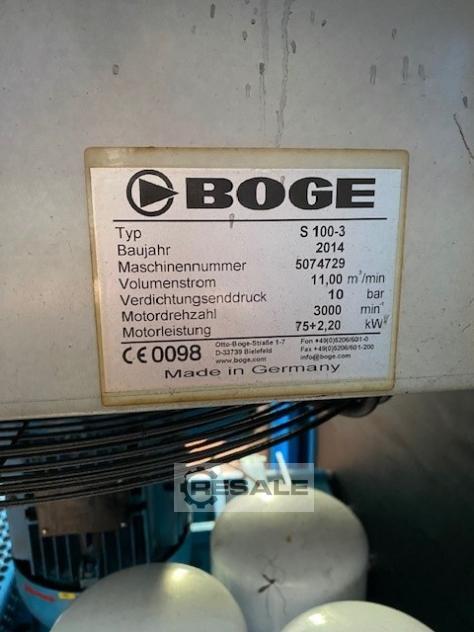 BOGE
Typ S 100-3
Baujahr 2014
Maschinennummer 5074729
Volumenstrom 11,00 m³/min
Verdichtungsenddruck 10 bar
Motordrehzahl 3000 min⁻
Motorleistung 75+2,20 kW
CE 0098
Otto-Boge-Straße 1-7 Fon +49(0)5206/601-0
D-33739 Bielefeld Fax +49(0)5206/601-200
www.boge.com info@boge.com
Made in Germany
RESALE